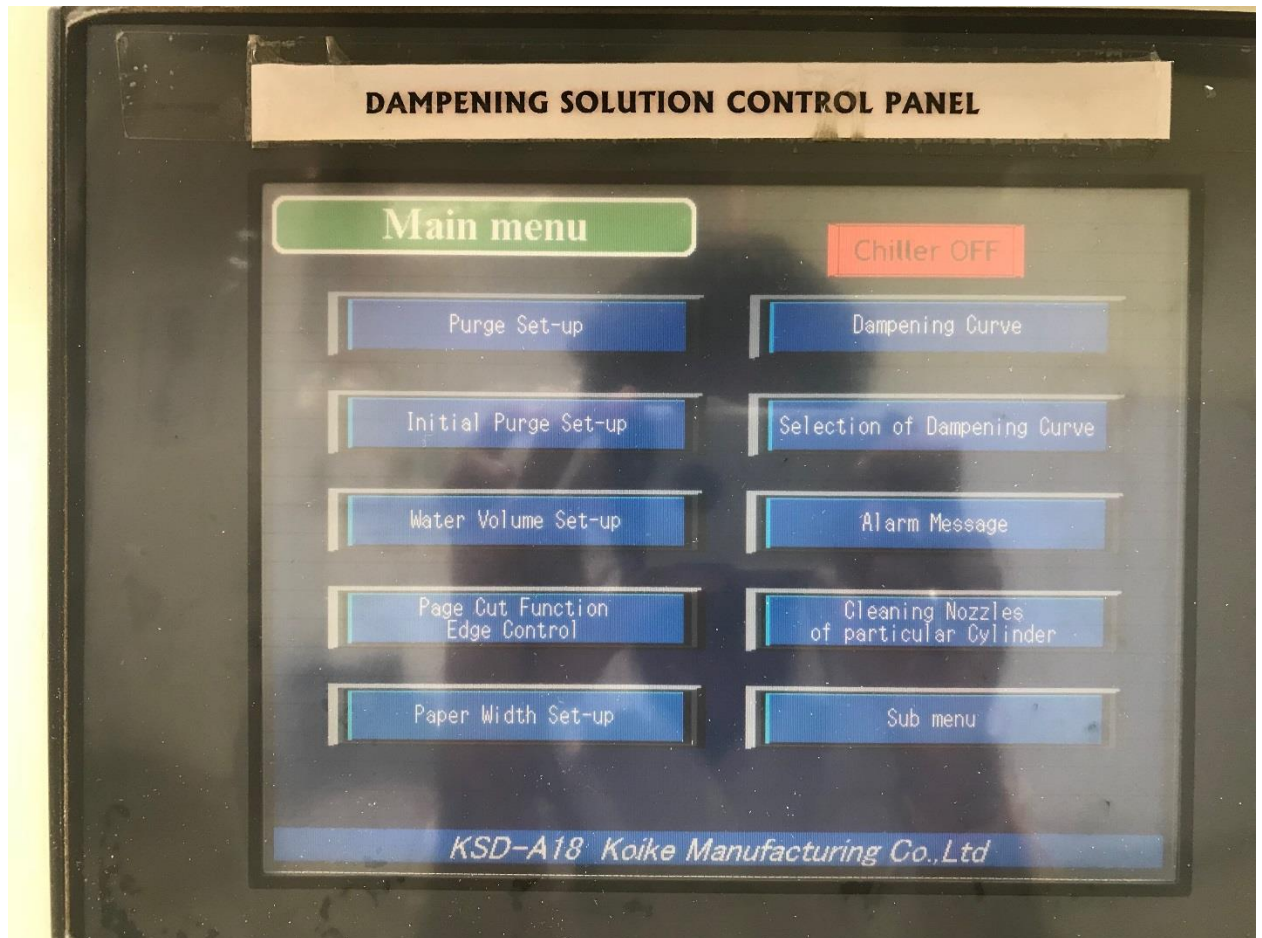 DAMPENING SOLUTION CONTROL PANEL
Main menu
Chiller OFF
Purge Set-up
Dampening Curve
Initial Purge Set-up
Selection of Dampening Curve
Water Volume Set-up
Alarm Message
Page Cut Function
Edge Control
Cleaning Nozzles
of particular Cylinder
Paper Width Set-up
Sub menu
KSD-A18 Koike Manufacturing Co.,Ltd